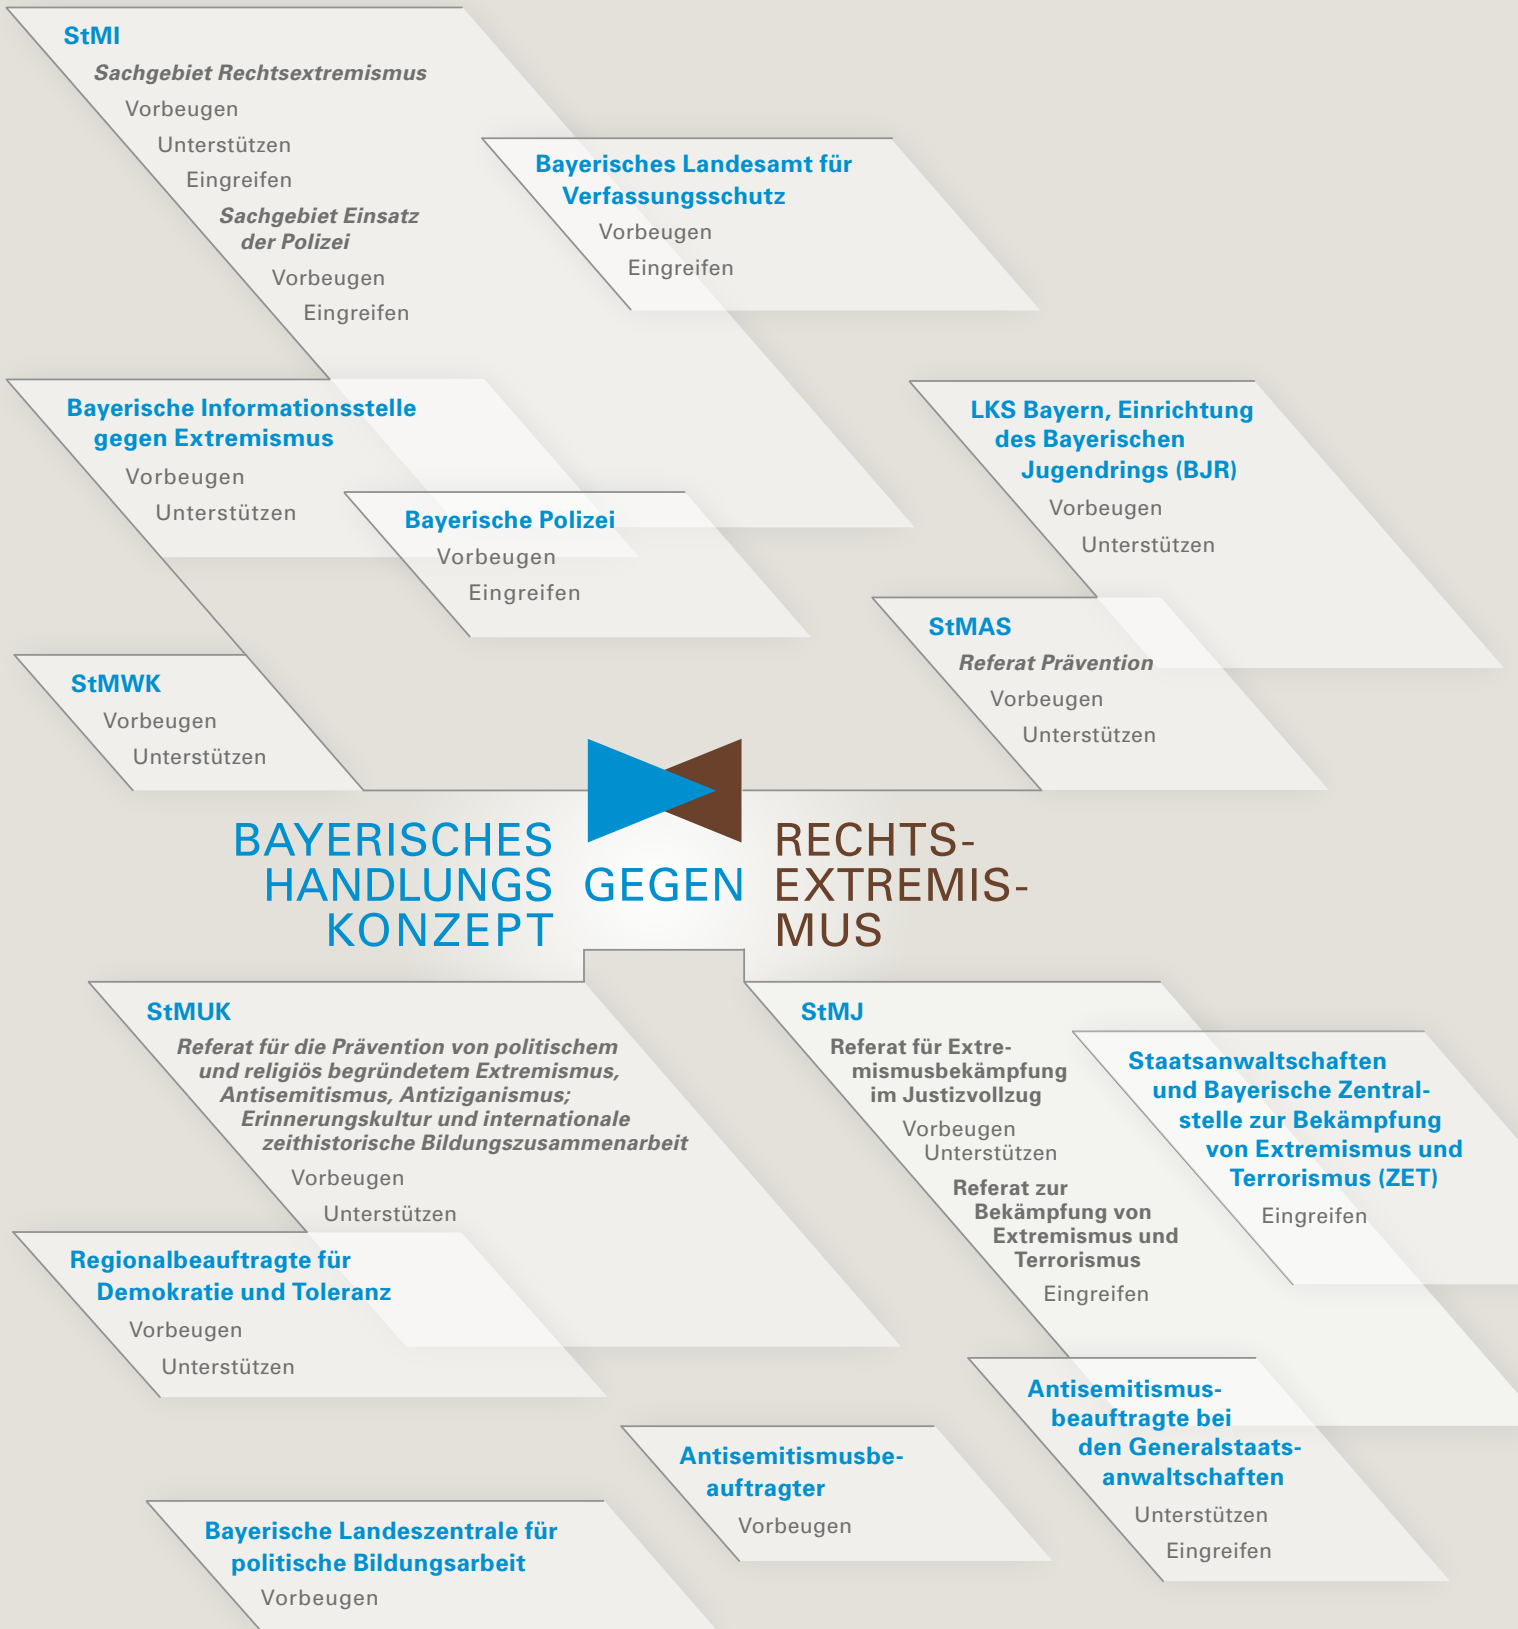 StMI
Sachgebiet Rechtsextremismus
Vorbeugen
Unterstützen
Eingreifen
Sachgebiet Einsatz
der Polizei
Vorbeugen
Eingreifen
Bayerisches Landesamt für
Verfassungsschutz
Vorbeugen
Eingreifen
Bayerische Informationsstelle
gegen Extremismus
Vorbeugen
Unterstützen
Bayerische Polizei
Vorbeugen
Eingreifen
LKS Bayern, Einrichtung
des Bayerischen
Jugendrings (BJR)
Vorbeugen
Unterstützen
StMAS
Referat Prävention
Vorbeugen
Unterstützen
StMWK
Vorbeugen
Unterstützen
BAYERISCHES
HANDLUNGS
KONZEPT
GEGEN
RECHTS-
EXTREMIS-
MUS
StMUK
Referat für die Prävention von politischem
und religiös begründetem Extremismus,
Antisemitismus, Antiziganismus;
Erinnerungskultur und internationale
zeithistorische Bildungszusammenarbeit
Vorbeugen
Unterstützen
StMJ
Referat für Extre-
mismusbekämpfung
im Justizvollzug
Vorbeugen
Unterstützen
Referat zur
Bekämpfung von
Extremismus und
Terrorismus
Eingreifen
Staatsanwaltschaften
und Bayerische Zentral-
stelle zur Bekämpfung
von Extremismus und
Terrorismus (ZET)
Eingreifen
Regionalbeauftragte für
Demokratie und Toleranz
Vorbeugen
Unterstützen
Antisemitismus-
beauftragte bei
den Generalstaats-
anwaltschaften
Unterstützen
Eingreifen
Antisemitismusbe-
auftragter
Vorbeugen
Bayerische Landeszentrale für
politische Bildungsarbeit
Vorbeugen